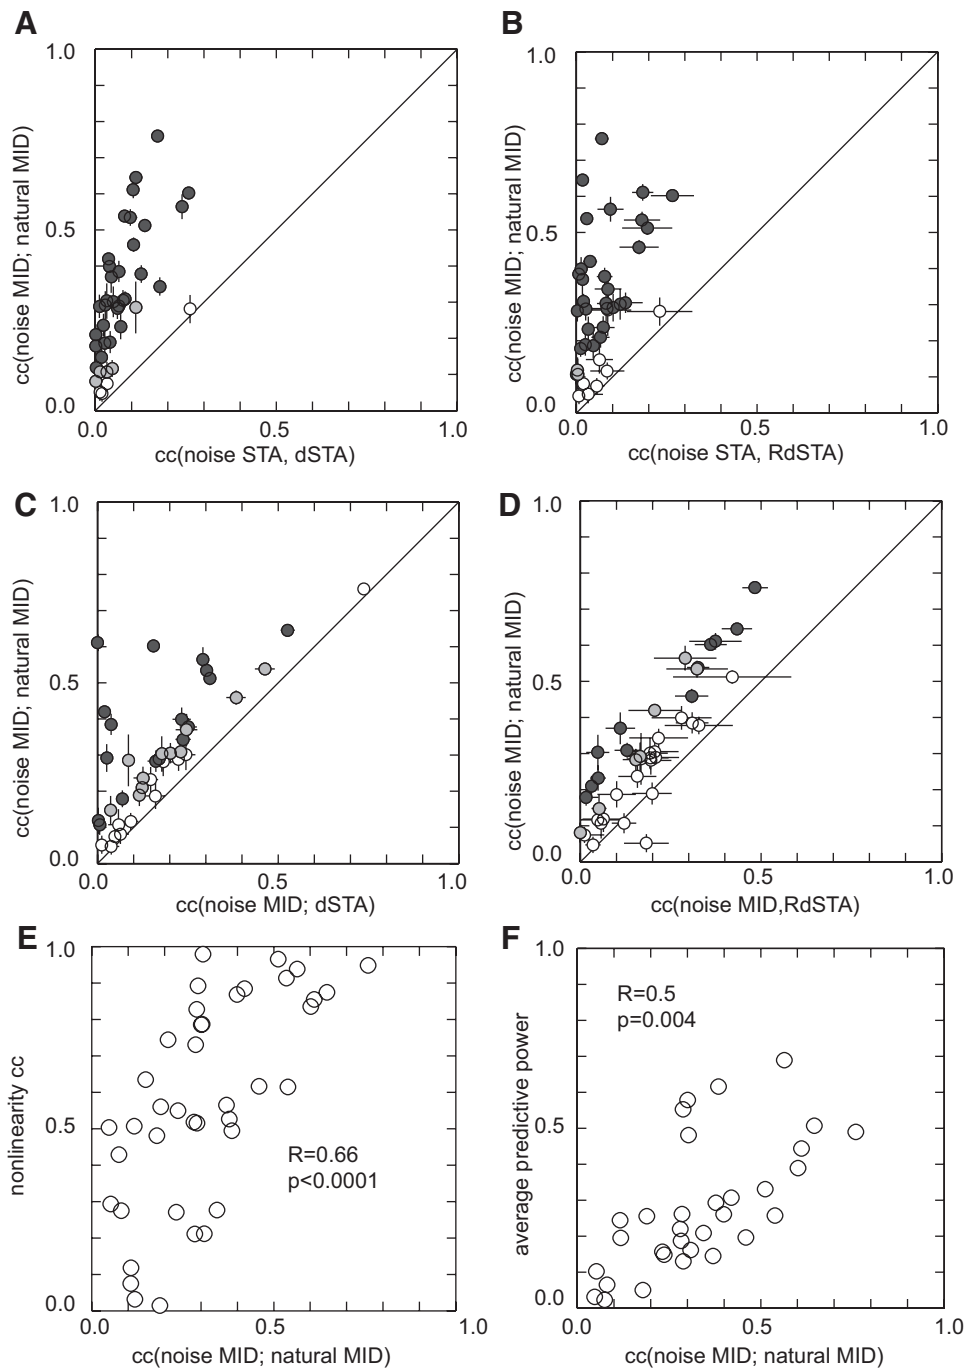 A
1.0
cc(noise MID; natural MID)
0.5
0.0
0.0
0.5
1.0
cc(noise STA, dSTA)
B
1.0
cc(noise MID; natural MID)
0.5
0.0
0.0
0.5
1.0
cc(noise STA, RdSTA)
C
1.0
cc(noise MID; natural MID)
0.5
0.0
0.0
0.5
1.0
cc(noise MID; dSTA)
D
1.0
cc(noise MID; natural MID)
0.5
0.0
0.0
0.5
1.0
cc(noise MID,RdSTA)
E
1.0
nonlinearity cc
0.5
R=0.66
p<0.0001
0.0
0.0
0.5
1.0
cc(noise MID; natural MID)
F
1.0
R=0.5
p=0.004
average predictive power
0.5
0.0
0.0
0.5
1.0
cc(noise MID; natural MID)